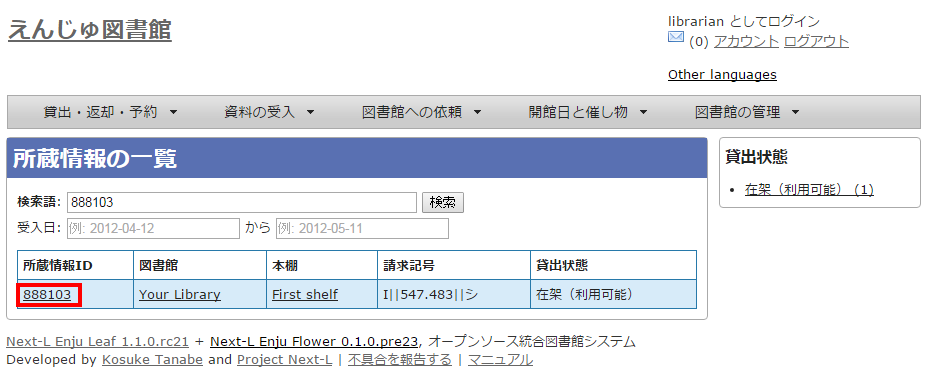 えんじゅ図書館
librarian としてログイン
(0) アカウント ログアウト
Other languages
貸出・返却・予約 資料の受入 図書館への依頼 開館日と催し物 図書館の管理
所蔵情報の一覧
検索語: 888103 検索
受入日: 例: 2012-04-12 から 例: 2012-05-11
所蔵情報ID 図書館 本棚 請求記号 貸出状態
888103 Your Library First shelf I||547.483||シ 在架（利用可能）
貸出状態
在架（利用可能） (1)
Next-L Enju Leaf 1.1.0.rc21 + Next-L Enju Flower 0.1.0.pre23, オープンソース統合図書館システム
Developed by Kosuke Tanabe and Project Next-L | 不具合を報告する | マニュアル